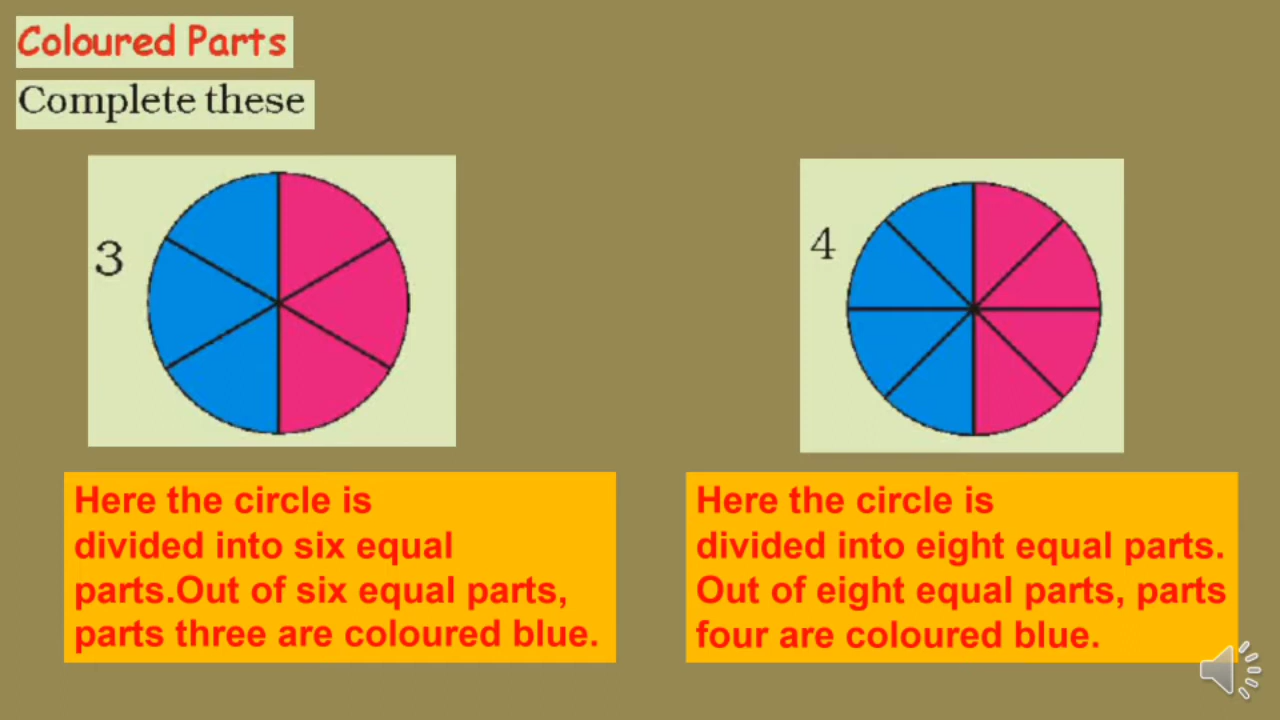 Coloured Parts
Complete these
3
4
Here the circle is
divided into six equal
parts.Out of six equal parts,
parts three are coloured blue.
Here the circle is
divided into eight equal parts.
Out of eight equal parts, parts
four are coloured blue.